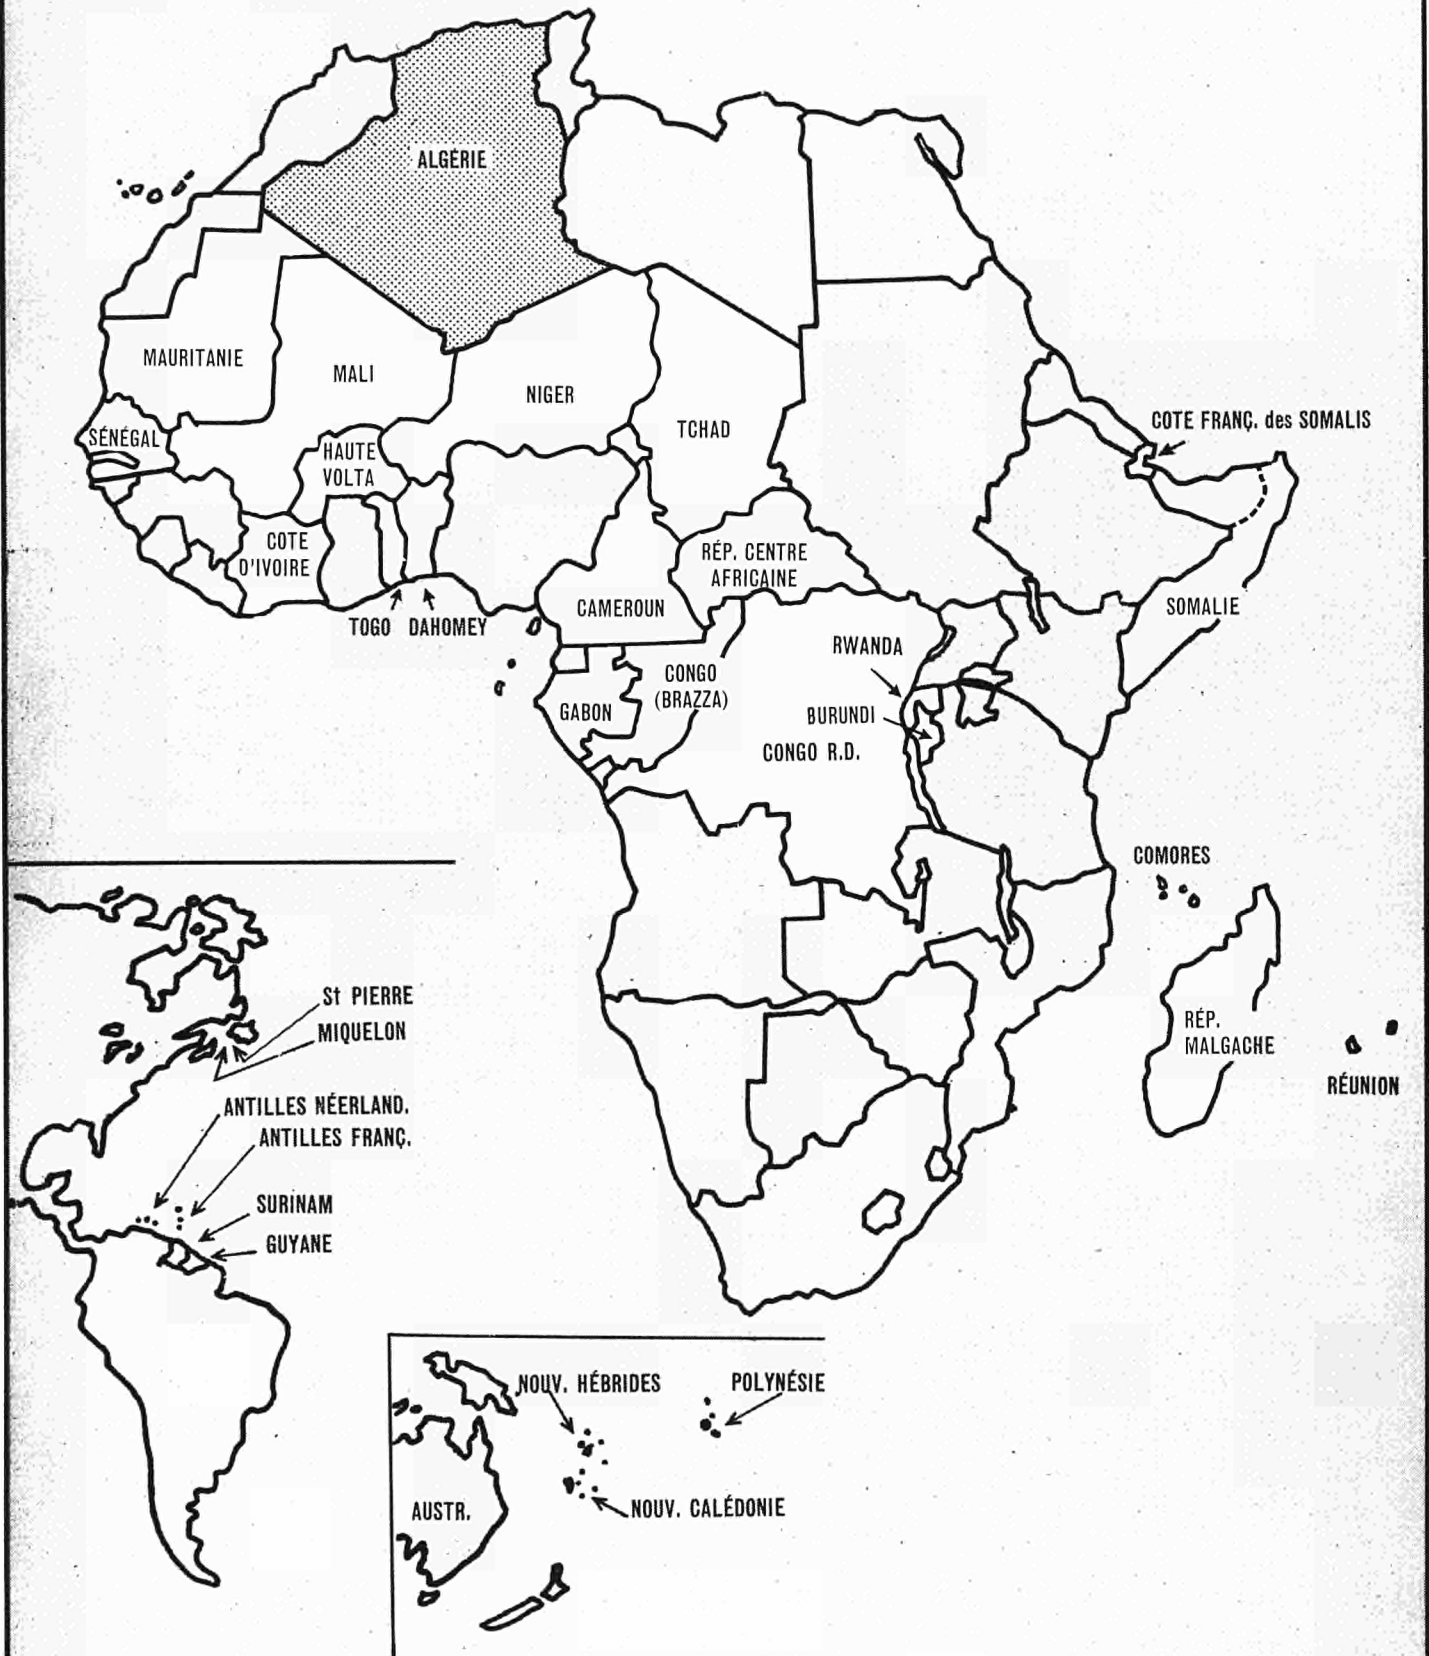 ALGÉRIE
MAURITANIE
MALI
NIGER
TCHAD
COTE FRANÇ. des SOMALIS
SÉNÉGAL
HAUTE
VOLTA
COTE
D'IVOIRE
RÉP. CENTRE
AFRICAINE
CAMEROUN
SOMALIE
TOGO
DAHOMEY
RWANDA
CONGO
(BRAZZA)
GABON
BURUNDI
CONGO R.D.
COMORES
RÉP.
MALGACHE
RÉUNION
St PIERRE
MIQUELON
ANTILLES NÉERLAND.
ANTILLES FRANÇ.
SURINAM
GUYANE
NOUV. HÉBRIDES
POLYNÉSIE
AUSTR.
NOUV. CALÉDONIE